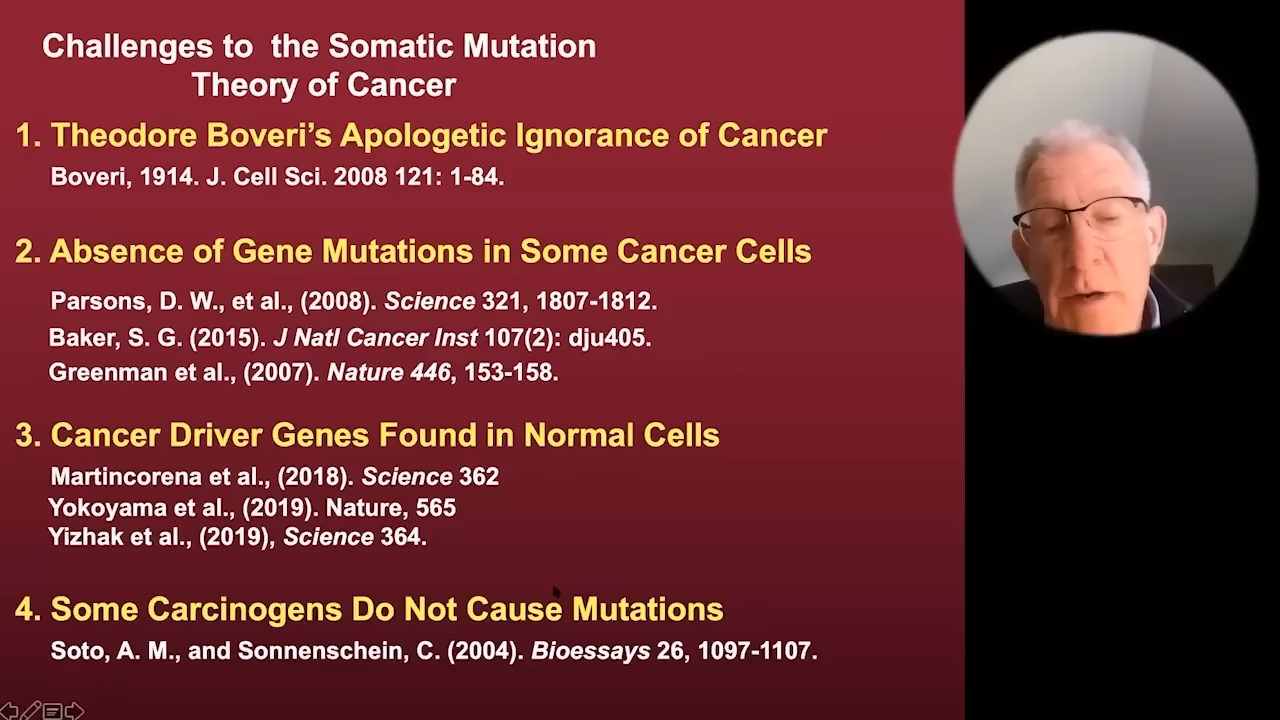 Challenges to the Somatic Mutation
Theory of Cancer
1. Theodore Boveri’s Apologetic Ignorance of Cancer
Boveri, 1914. J. Cell Sci. 2008 121: 1-84.
2. Absence of Gene Mutations in Some Cancer Cells
Parsons, D. W., et al., (2008). Science 321, 1807-1812.
Baker, S. G. (2015). J Natl Cancer Inst 107(2): dju405.
Greenman et al., (2007). Nature 446, 153-158.
3. Cancer Driver Genes Found in Normal Cells
Martincorena et al., (2018). Science 362
Yokoyama et al., (2019). Nature, 565
Yizhak et al., (2019), Science 364.
4. Some Carcinogens Do Not Cause Mutations
Soto, A. M., and Sonnenschein, C. (2004). Bioessays 26, 1097-1107.